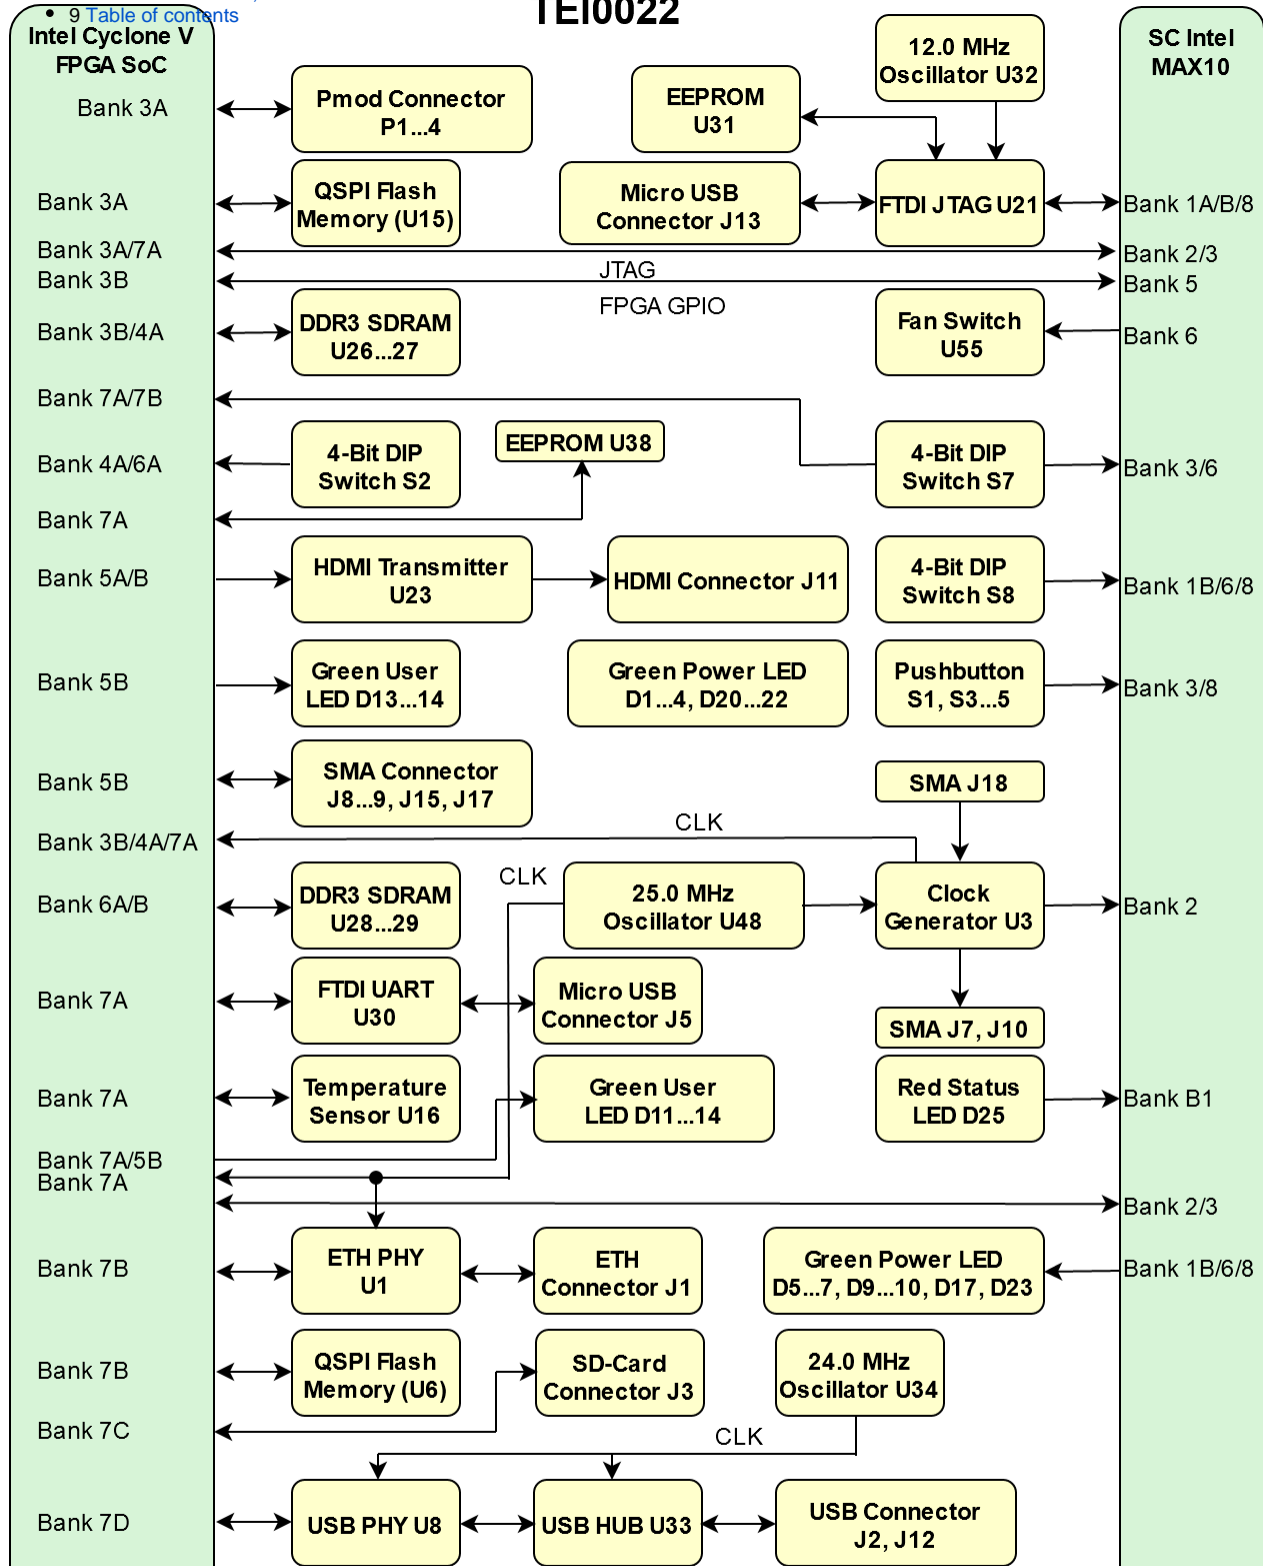 TEI0022
9 Table of contents
Intel Cyclone V
FPGA SoC
SC Intel
MAX10
12.0 MHz
Oscillator U32
Bank 3A
Pmod Connector
P1...4
EEPROM
U31
Bank 3A
QSPI Flash
Memory (U15)
Micro USB
Connector J13
FTDI JTAG U21
Bank 1A/B/8
Bank 3A/7A
Bank 2/3
JTAG
Bank 3B
Bank 5
FPGA GPIO
Bank 3B/4A
DDR3 SDRAM
U26...27
Fan Switch
U55
Bank 6
Bank 7A/7B
EEPROM U38
Bank 4A/6A
4-Bit DIP
Switch S2
4-Bit DIP
Switch S7
Bank 3/6
Bank 7A
Bank 5A/B
HDMI Transmitter
U23
HDMI Connector J11
4-Bit DIP
Switch S8
Bank 1B/6/8
Bank 5B
Green User
LED D13...14
Green Power LED
D1...4, D20...22
Pushbutton
S1, S3...5
Bank 3/8
Bank 5B
SMA Connector
J8...9, J15, J17
SMA J18
CLK
Bank 3B/4A/7A
CLK
Bank 6A/B
DDR3 SDRAM
U28...29
25.0 MHz
Oscillator U48
Clock
Generator U3
Bank 2
Bank 7A
FTDI UART
U30
Micro USB
Connector J5
SMA J7, J10
Bank 7A
Temperature
Sensor U16
Green User
LED D11...14
Red Status
LED D25
Bank B1
Bank 7A/5B
Bank 7A
Bank 2/3
Bank 7B
ETH PHY
U1
ETH
Connector J1
Green Power LED
D5...7, D9...10, D17, D23
Bank 1B/6/8
Bank 7B
QSPI Flash
Memory (U6)
SD-Card
Connector J3
24.0 MHz
Oscillator U34
Bank 7C
CLK
Bank 7D
USB PHY U8
USB HUB U33
USB Connector
J2, J12